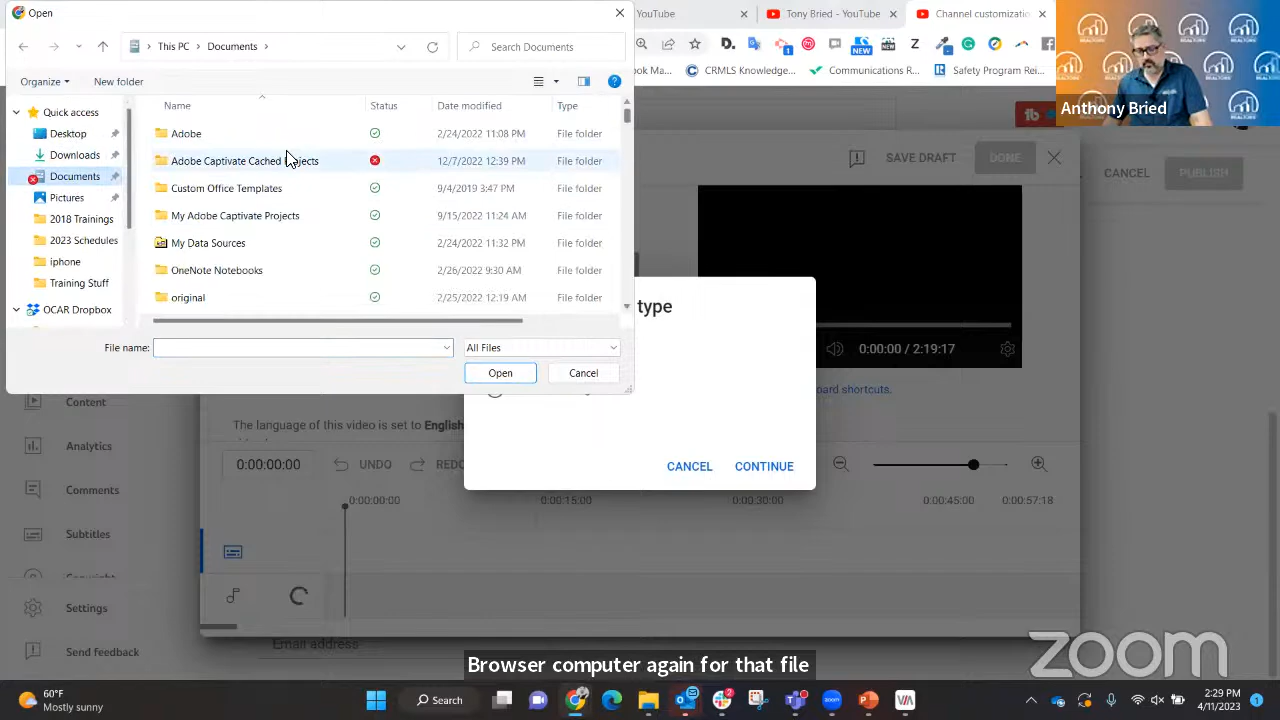 Open
YouTube
Tony Bried - YouTube
Channel customizatio
This PC
Documents
Search Documents
D.
NEW
NEW
Z
Organize
New folder
ok Mar
CRMLS Knowledge...
Communications R...
Safety Program Rei...
REALTORS
Anthony Bried
Name
Status
Date modified
Type
Quick access
Desktop
Downloads
Documents
Pictures
2018 Trainings
2023 Schedules
iphone
Training Stuff
OCAR Dropbox
Adobe 2/24/2022 11:08 PM File folder
Adobe Captivate Cached Projects 12/7/2022 12:39 PM File folder
Custom Office Templates 9/4/2019 3:47 PM File folder
My Adobe Captivate Projects 9/15/2022 11:24 AM File folder
My Data Sources 2/24/2022 11:32 PM File folder
OneNote Notebooks 2/26/2022 9:30 AM File folder
original 2/25/2022 12:19 AM File folder
File name:
All Files
Open
Cancel
SAVE DRAFT
DONE
CANCEL
PUBLISH
type
0:00:00 / 2:19:17
oard shortcuts.
The language of this video is set to English
CANCEL
CONTINUE
0:00:00:00
UNDO
REDO
0:00:00:00
0:00:15:00
0:00:30:00
0:00:45:00
0:00:57:18
Content
Analytics
Comments
Subtitles
Copyright
Settings
Send feedback
Email address
zoom
Browser computer again for that file
60°F
Mostly sunny
Search
2
zoom
2:29 PM
4/11/2023
1